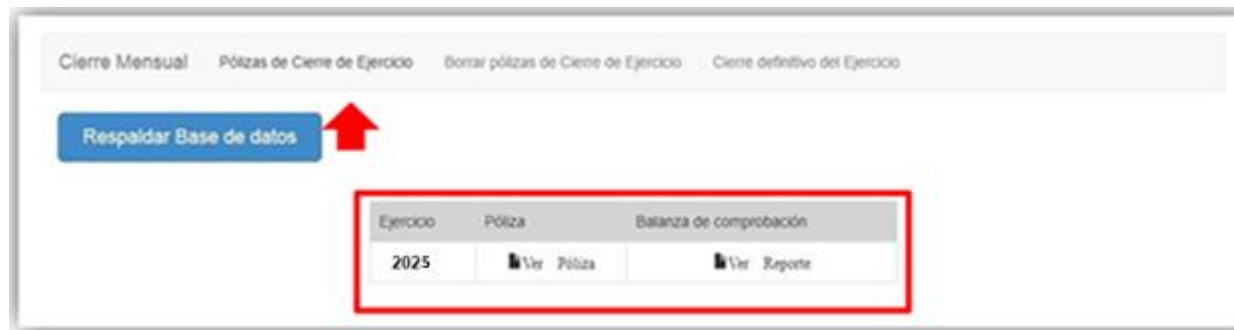 Cierre Mensual Pólizas de Cierre de Ejercicio Borrar pólizas de Cierre de Ejercicio Cierre definitivo del Ejercicio
Respaldar Base de datos
Ejercicio Póliza Balanza de comprobación
2025 Ver Póliza Ver Reporte